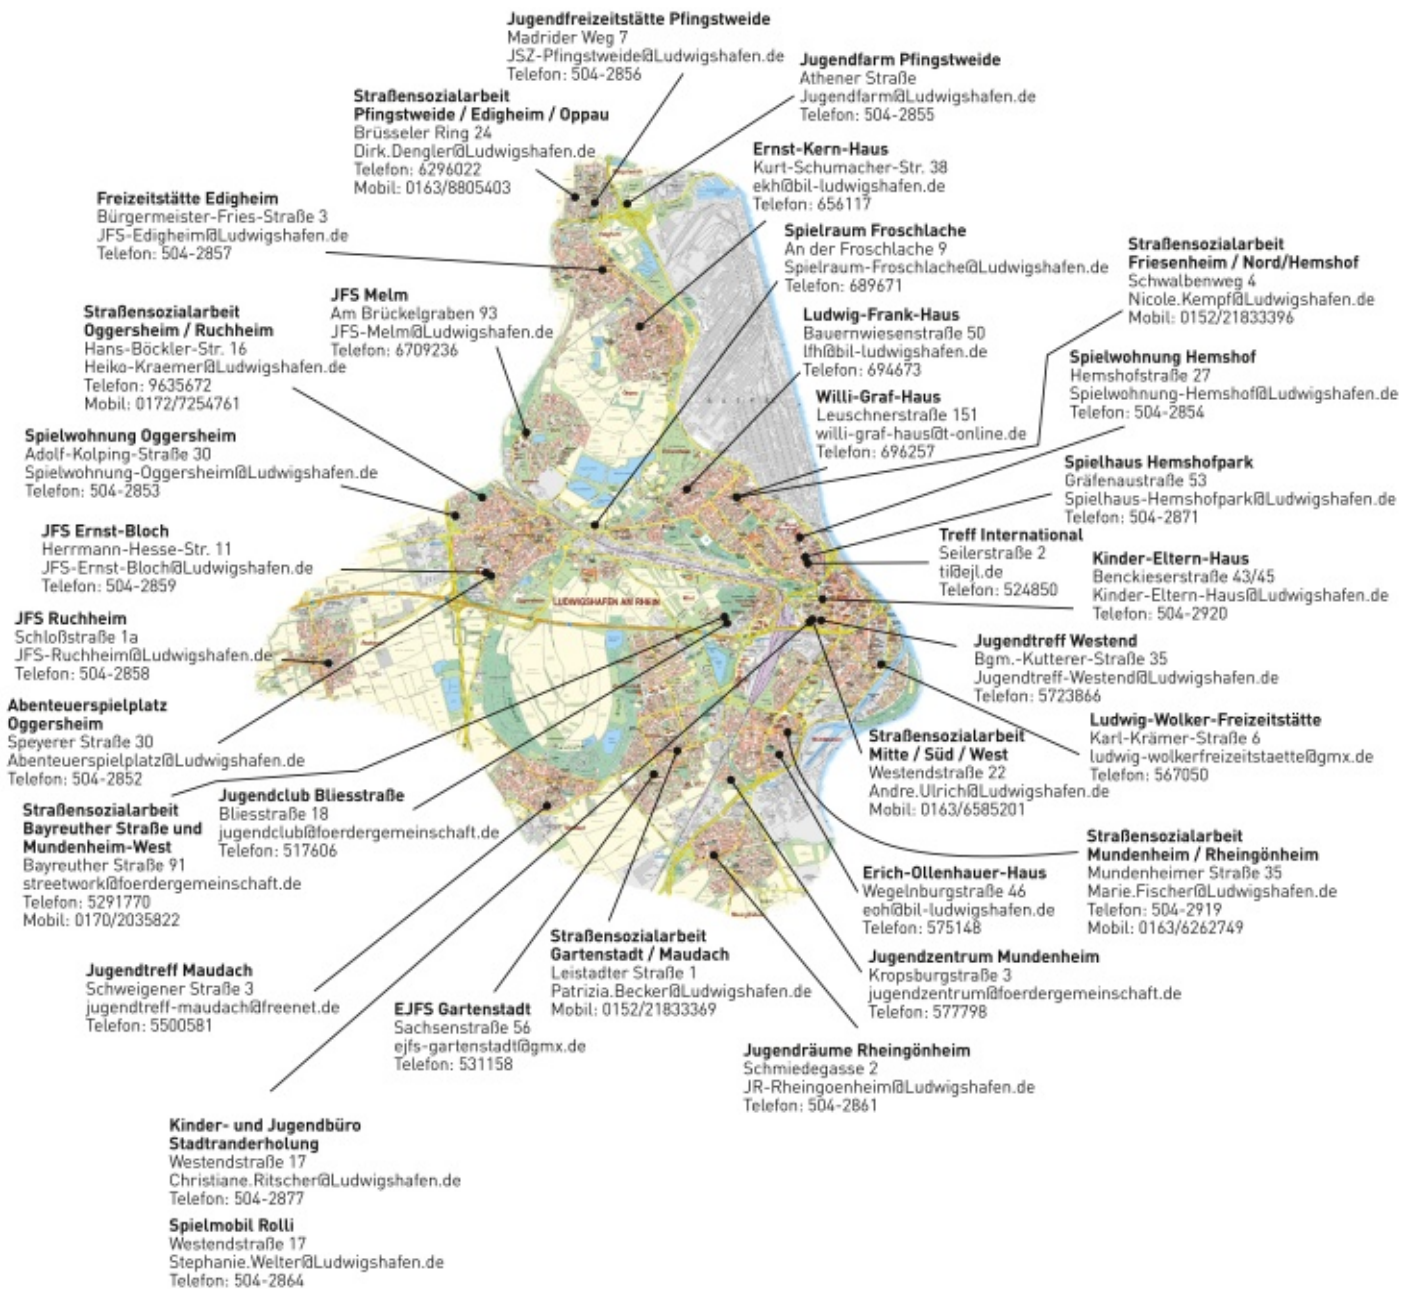 Jugendfreizeitstätte Pfingstweide
Madrider Weg 7
JSZ-Pfingstweide@Ludwigshafen.de
Telefon: 504-2856
Jugendfarm Pfingstweide
Athener Straße
Jugendfarm@Ludwigshafen.de
Telefon: 504-2855
Straßensozialarbeit
Pfingstweide / Edigheim / Oppau
Brüsseler Ring 24
Dirk.Dengler@Ludwigshafen.de
Telefon: 6296022
Mobil: 0163/8805403
Ernst-Kern-Haus
Kurt-Schumacher-Str. 38
ekh@bil-ludwigshafen.de
Telefon: 656117
Freizeitstätte Edigheim
Bürgermeister-Fries-Straße 3
JFS-Edigheim@Ludwigshafen.de
Telefon: 504-2857
Spielraum Froschlache
An der Froschlache 9
Spielraum-Froschlache@Ludwigshafen.de
Telefon: 689671
Straßensozialarbeit
Friesenheim / Nord/Hemshof
Schwalbenweg 4
Nicole.Kempf@Ludwigshafen.de
Mobil: 0152/21833396
JFS Melm
Am Brückelgraben 93
JFS-Melm@Ludwigshafen.de
Telefon: 6709236
Straßensozialarbeit
Oggersheim / Ruchheim
Hans-Böckler-Str. 16
Heiko-Kraemer@Ludwigshafen.de
Telefon: 9635672
Mobil: 0172/7254761
Ludwig-Frank-Haus
Bauernwiesenstraße 50
lfh@bil-ludwigshafen.de
Telefon: 694673
Spielwohnung Hemshof
Hemshofstraße 27
Spielwohnung-Hemshof@Ludwigshafen.de
Telefon: 504-2854
Willi-Graf-Haus
Leuschnerstraße 151
willi-graf-haus@t-online.de
Telefon: 696257
Spielwohnung Oggersheim
Adolf-Kolping-Straße 30
Spielwohnung-Oggersheim@Ludwigshafen.de
Telefon: 504-2853
Spielhaus Hemshofpark
Gräfenaustraße 53
Spielhaus-Hemshofpark@Ludwigshafen.de
Telefon: 504-2871
JFS Ernst-Bloch
Herrmann-Hesse-Str. 11
JFS-Ernst-Bloch@Ludwigshafen.de
Telefon: 504-2859
Treff International
Seilerstraße 2
ti@ejl.de
Telefon: 524850
Kinder-Eltern-Haus
Benckieserstraße 43/45
Kinder-Eltern-Haus@Ludwigshafen.de
Telefon: 504-2920
LUDWIGSHAFEN AM RHEIN
JFS Ruchheim
Schloßstraße 1a
JFS-Ruchheim@Ludwigshafen.de
Telefon: 504-2858
Jugendtreff Westend
Bgm.-Kutterer-Straße 35
Jugendtreff-Westend@Ludwigshafen.de
Telefon: 5723866
Abenteuerspielplatz
Oggersheim
Speyerer Straße 30
Abenteuerspielplatz@Ludwigshafen.de
Telefon: 504-2852
Ludwig-Wolker-Freizeitstätte
Karl-Krämer-Straße 6
ludwig-wolkerfreizeitstaette@gmx.de
Telefon: 567050
Straßensozialarbeit
Mitte / Süd / West
Westendstraße 22
Andre.Ulrich@Ludwigshafen.de
Mobil: 0163/6585201
Straßensozialarbeit
Bayreuther Straße und
Mundenheim-West
Bayreuther Straße 91
streetwork@foerdergemeinschaft.de
Telefon: 5291770
Mobil: 0170/2035822
Jugendclub Bliesstraße
Bliesstraße 18
jugendclub@foerdergemeinschaft.de
Telefon: 517606
Straßensozialarbeit
Mundenheim / Rheingönheim
Mundenheimer Straße 35
Marie.Fischer@Ludwigshafen.de
Telefon: 504-2919
Mobil: 0163/6262749
Erich-Ollenhauer-Haus
Wegelnburgstraße 46
eoh@bil-ludwigshafen.de
Telefon: 575148
Straßensozialarbeit
Gartenstadt / Maudach
Leistadter Straße 1
Patrizia.Becker@Ludwigshafen.de
Mobil: 0152/21833369
Jugendzentrum Mundenheim
Kropsburgstraße 3
jugendzentrum@foerdergemeinschaft.de
Telefon: 577798
Jugendtreff Maudach
Schweigener Straße 3
jugendtreff-maudach@freenet.de
Telefon: 5500581
EJFS Gartenstadt
Sachsenstraße 56
ejfs-gartenstadt@gmx.de
Telefon: 531158
Jugendräume Rheingönheim
Schmiedegasse 2
JR-Rheingoenheim@Ludwigshafen.de
Telefon: 504-2861
Kinder- und Jugendbüro
Stadtranderholung
Westendstraße 17
Christiane.Ritscher@Ludwigshafen.de
Telefon: 504-2877
Spielmobil Rolli
Westendstraße 17
Stephanie.Welter@Ludwigshafen.de
Telefon: 504-2864